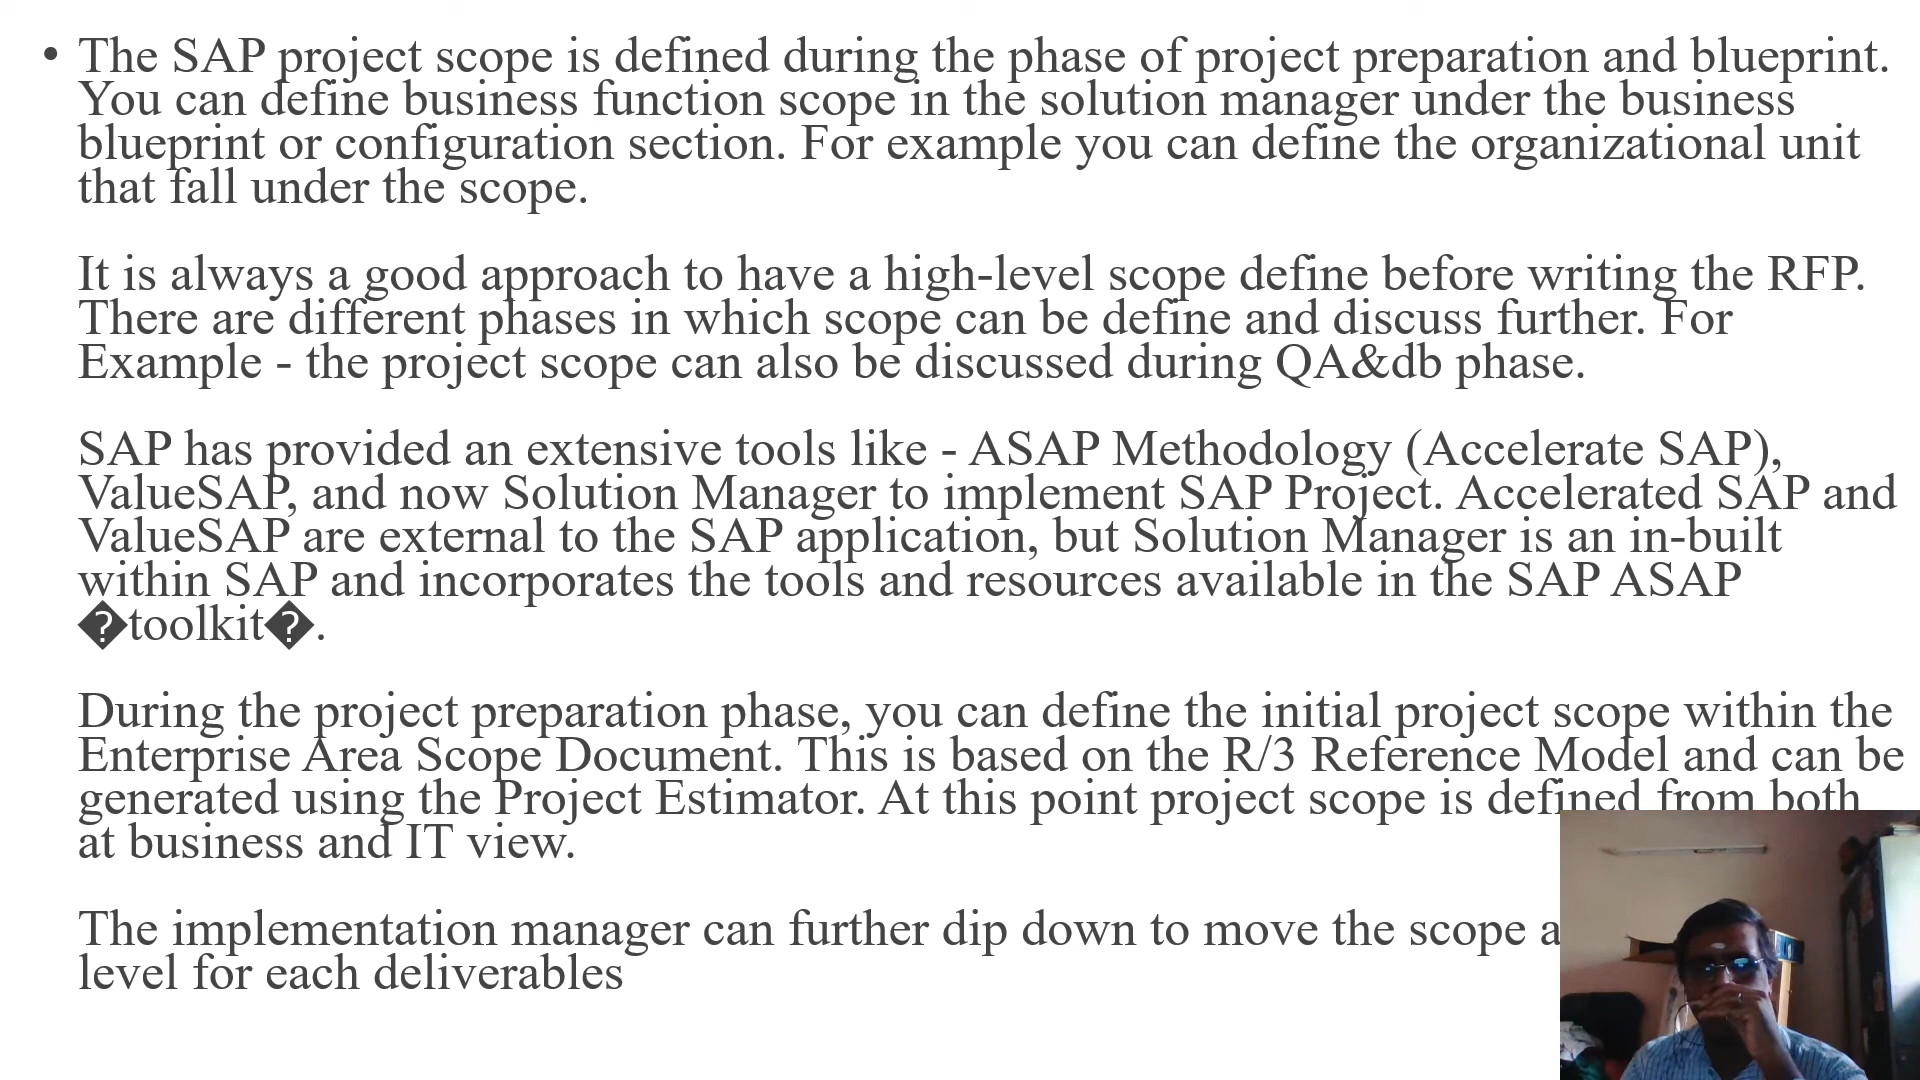 • The SAP project scope is defined during the phase of project preparation and blueprint.
You can define business function scope in the solution manager under the business
blueprint or configuration section. For example you can define the organizational unit
that fall under the scope.
It is always a good approach to have a high-level scope define before writing the RFP.
There are different phases in which scope can be define and discuss further. For
Example - the project scope can also be discussed during QA&db phase.
SAP has provided an extensive tools like - ASAP Methodology (Accelerate SAP),
ValueSAP, and now Solution Manager to implement SAP Project. Accelerated SAP and
ValueSAP are external to the SAP application, but Solution Manager is an in-built
within SAP and incorporates the tools and resources available in the SAP ASAP
�toolkit�.
During the project preparation phase, you can define the initial project scope within the
Enterprise Area Scope Document. This is based on the R/3 Reference Model and can be
generated using the Project Estimator. At this point project scope is defined from both
at business and IT view.
The implementation manager can further dip down to move the scope
level for each deliverables